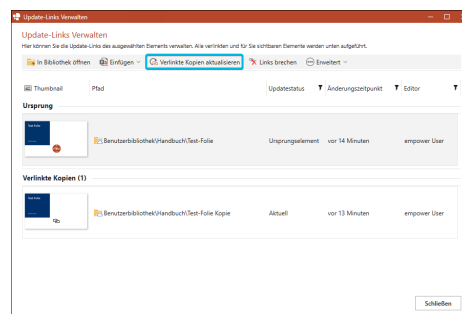 Update-Links Verwalten
Update-Links Verwalten
Hier können Sie die Update-Links des ausgewählten Elements verwalten. Alle verlinkten und für Sie sichtbaren Elemente werden unten aufgeführt.
In Bibliothek öffnen Einfügen Verlinkte Kopien aktualisieren Links brechen Erweitert
Thumbnail Pfad Updatestatus Änderungszeitpunkt Editor
Ursprung
Test-Folie
Benutzerbibliothek\Handbuch\Test-Folie Ursprungselement vor 14 Minuten empower User
Verlinkte Kopien (1)
Test-Folie
Benutzerbibliothek\Handbuch\Test-Folie Kopie Aktuell vor 13 Minuten empower User
Schließen